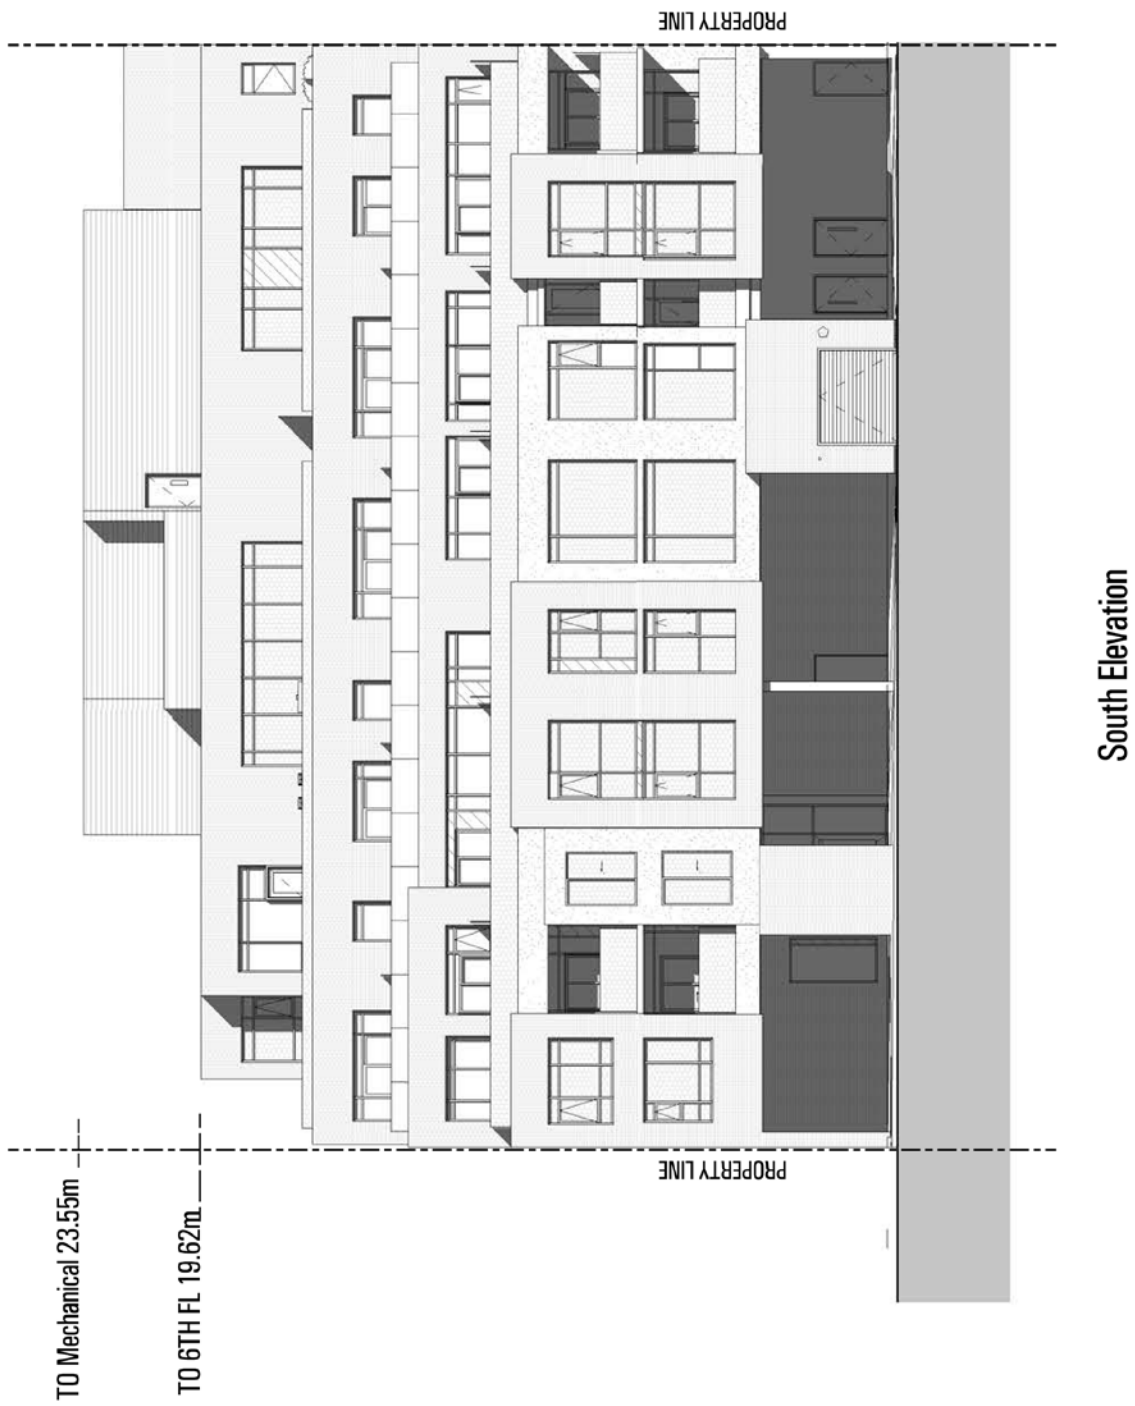 TO Mechanical 23.55m
TO 6TH FL 19.62m
PROPERTY LINE
PROPERTY LINE
South Elevation